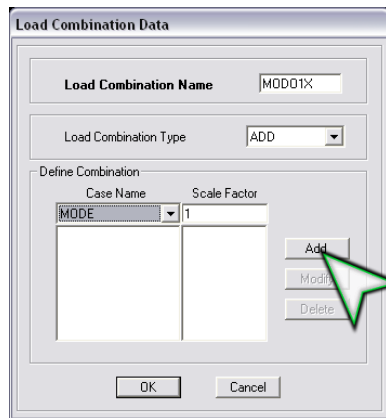 Load Combination Data
Load Combination Name MODO1X
Load Combination Type ADD
Define Combination
Case Name Scale Factor
MODE 1
Add
Modify
Delete
OK Cancel